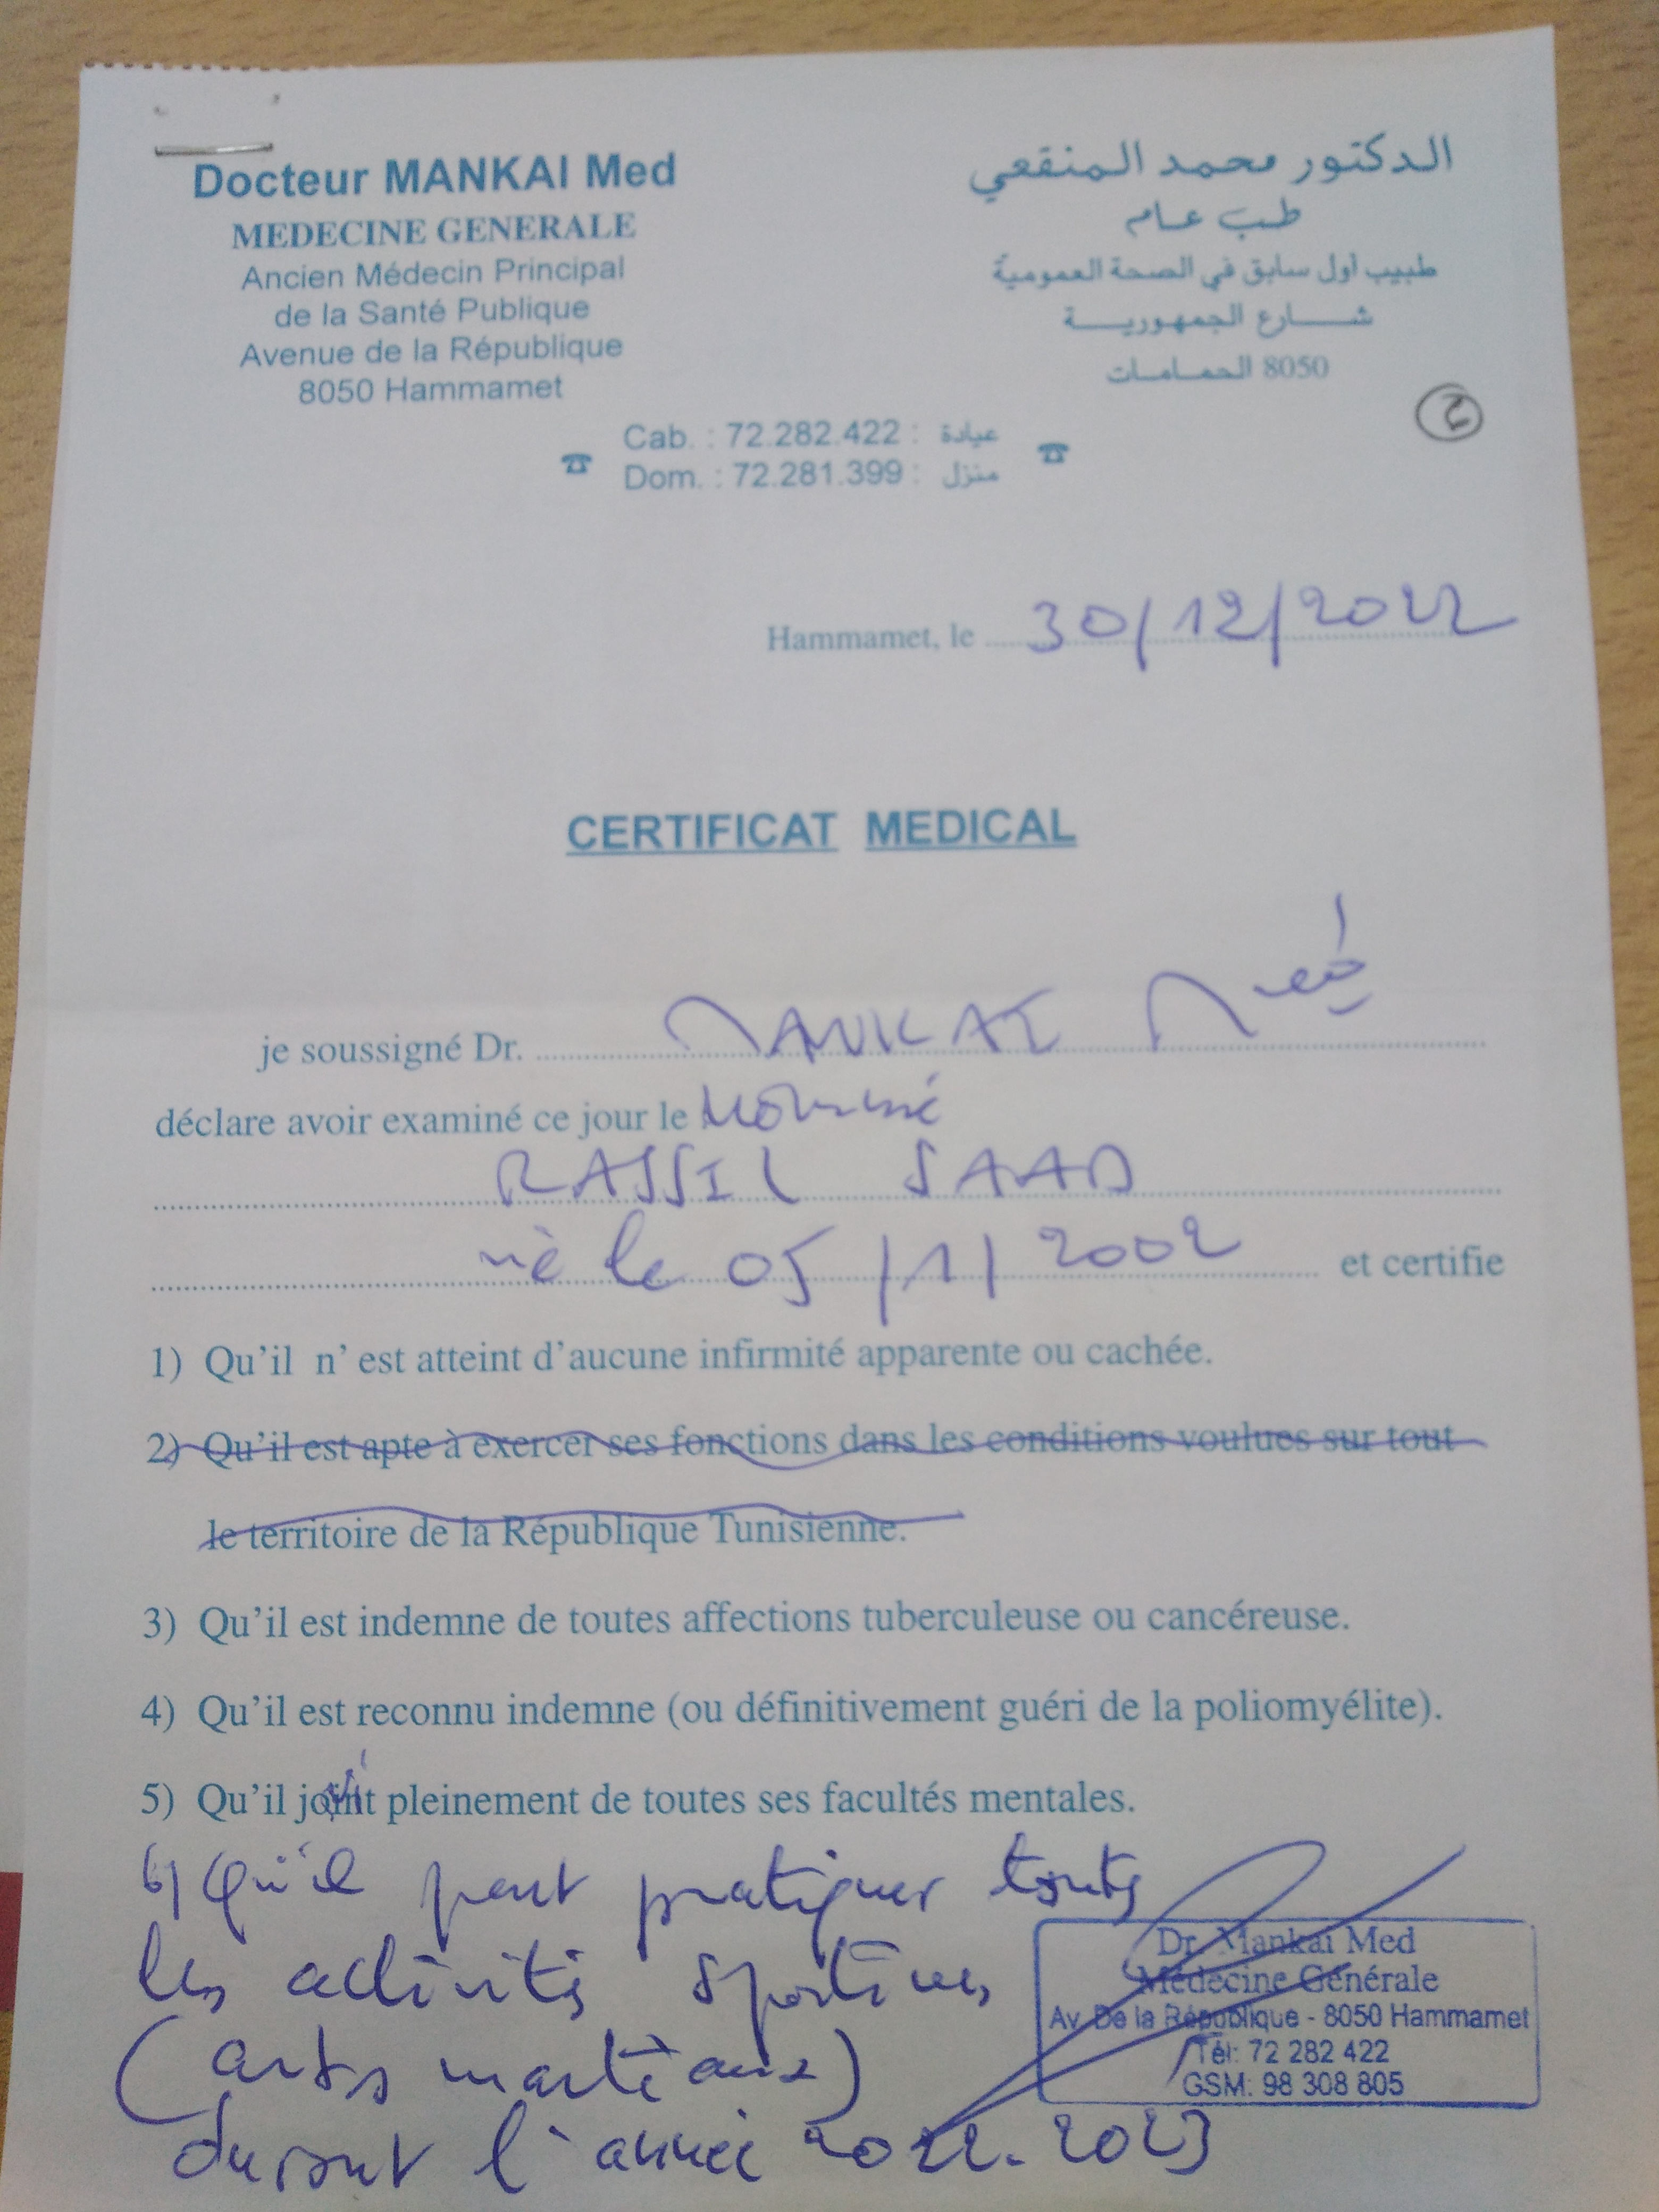 Docteur MANKAI Med
MEDECINE GENERALE
Ancien Médecin Principal
de la Santé Publique
Avenue de la République
8050 Hammamet
الدكتور محمد المنقعي
طب عام
طبيب أول سابق في الصحة العمومية
شارع الجمهورية
8050 الحمامات
Cab. : 72.282.422 : عيادة
Dom. : 72.281.399 : منزل
Hammamet, le 30/12/2022
CERTIFICAT MEDICAL
je soussigné Dr. MANKAI
déclare avoir examiné ce jour le nommé
RASSIL SAAD
né le 05/1/2002 et certifie
1) Qu'il n' est atteint d'aucune infirmité apparente ou cachée.
2) Qu'il est apte à exercer ses fonctions dans les conditions voulues sur tout
le territoire de la République Tunisienne.
3) Qu'il est indemne de toutes affections tuberculeuse ou cancéreuse.
4) Qu'il est reconnu indemne (ou définitivement guéri de la poliomyélite).
5) Qu'il jouit pleinement de toutes ses facultés mentales.
6) Qu'il peut pratiquer touts
les activités sportives
(arts martiaux)
durant l'année 2022-2023
Dr. Mankai Med
Médecine Générale
Av. De la République - 8050 Hammamet
Tél: 72 282 422
GSM: 98 308 805